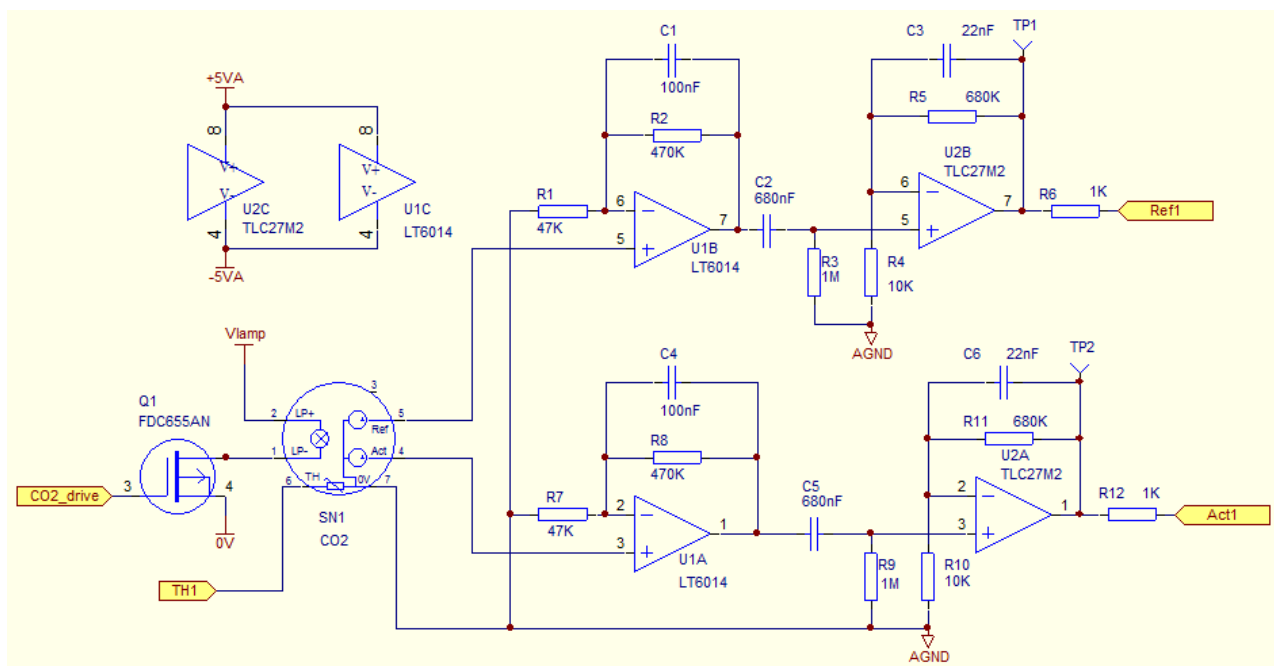 +5VA
8
V+
V-
U2C
TLC27M2
4
8
V+
V-
U1C
LT6014
4
-5VA
C1
100nF
R2
470K
R1
47K
6
5
7
U1B
LT6014
C2
680nF
R3
1M
C3
22nF
TP1
R5
680K
U2B
TLC27M2
6
5
7
R6
1K
Ref1
R4
10K
AGND
Vlamp
Q1
FDC655AN
CO2_drive
3
4
0V
2
LP+
1
LP-
6
TH
0V
7
3
5
Ref
4
Act
SN1
CO2
TH1
C4
100nF
R8
470K
R7
47K
2
3
1
U1A
LT6014
C5
680nF
R9
1M
C6
22nF
TP2
R11
680K
U2A
TLC27M2
2
3
1
R12
1K
Act1
R10
10K
AGND